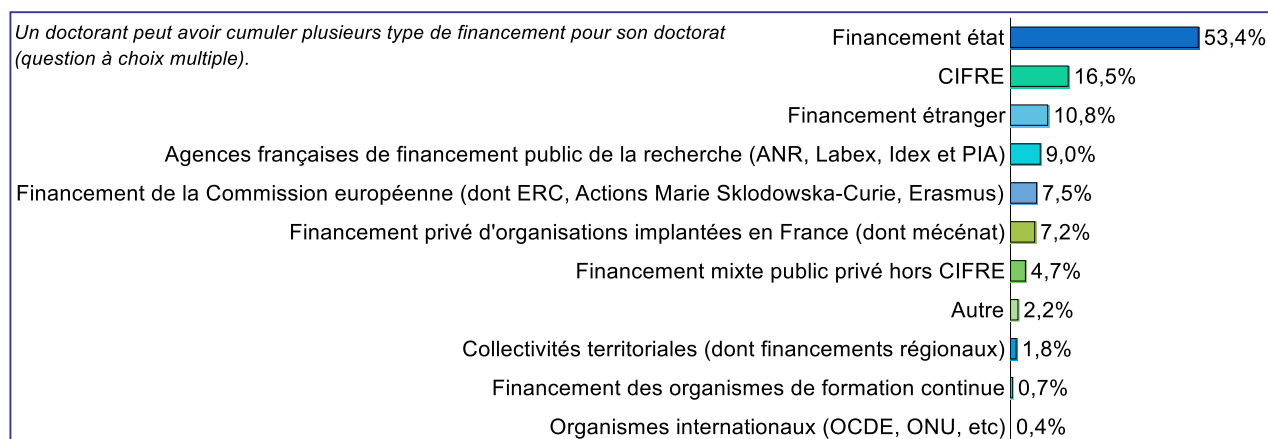 Un doctorant peut avoir cumuler plusieurs type de financement pour son doctorat
(question à choix multiple).
Financement état 53,4%
CIFRE 16,5%
Financement étranger 10,8%
Agences françaises de financement public de la recherche (ANR, Labex, Idex et PIA) 9,0%
Financement de la Commission européenne (dont ERC, Actions Marie Sklodowska-Curie, Erasmus) 7,5%
Financement privé d'organisations implantées en France (dont mécénat) 7,2%
Financement mixte public privé hors CIFRE 4,7%
Autre 2,2%
Collectivités territoriales (dont financements régionaux) 1,8%
Financement des organismes de formation continue 0,7%
Organismes internationaux (OCDE, ONU, etc) 0,4%